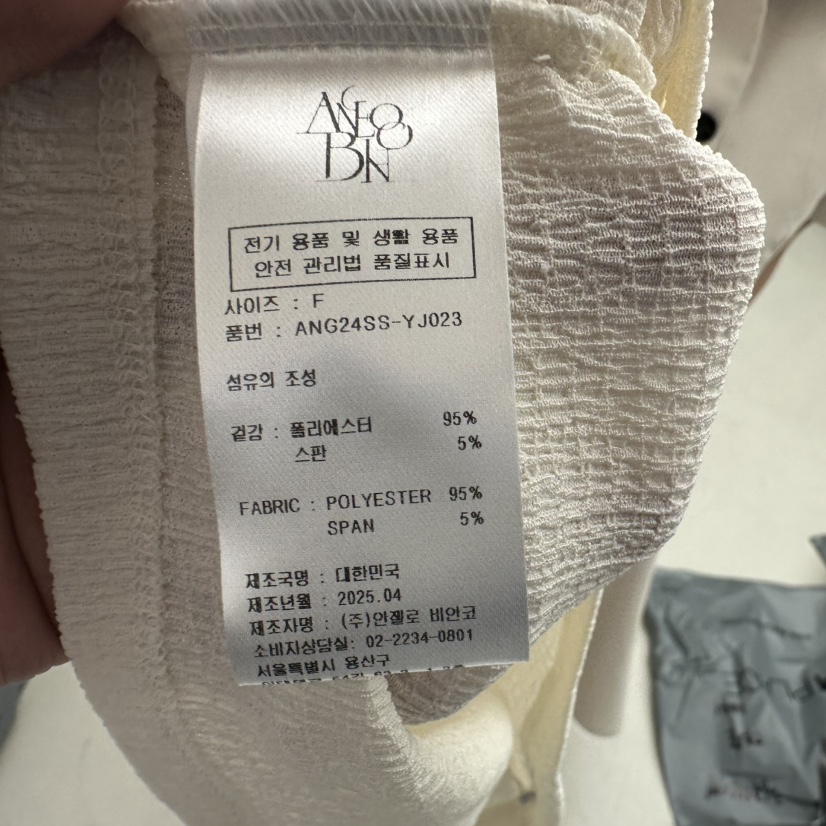 ANGELO
BIN
전기 용품 및 생활 용품
안전 관리법 품질표시
사이즈 : F
품번 : ANG24SS-YJ023
섬유의 조성
겉감 : 폴리에스터 95%
스판 5%
FABRIC : POLYESTER 95%
SPAN 5%
제조국명 : 대한민국
제조년월 : 2025.04
제조자명 : (주)안젤로 비안코
소비자상담실: 02-2234-0801
서울특별시 용산구